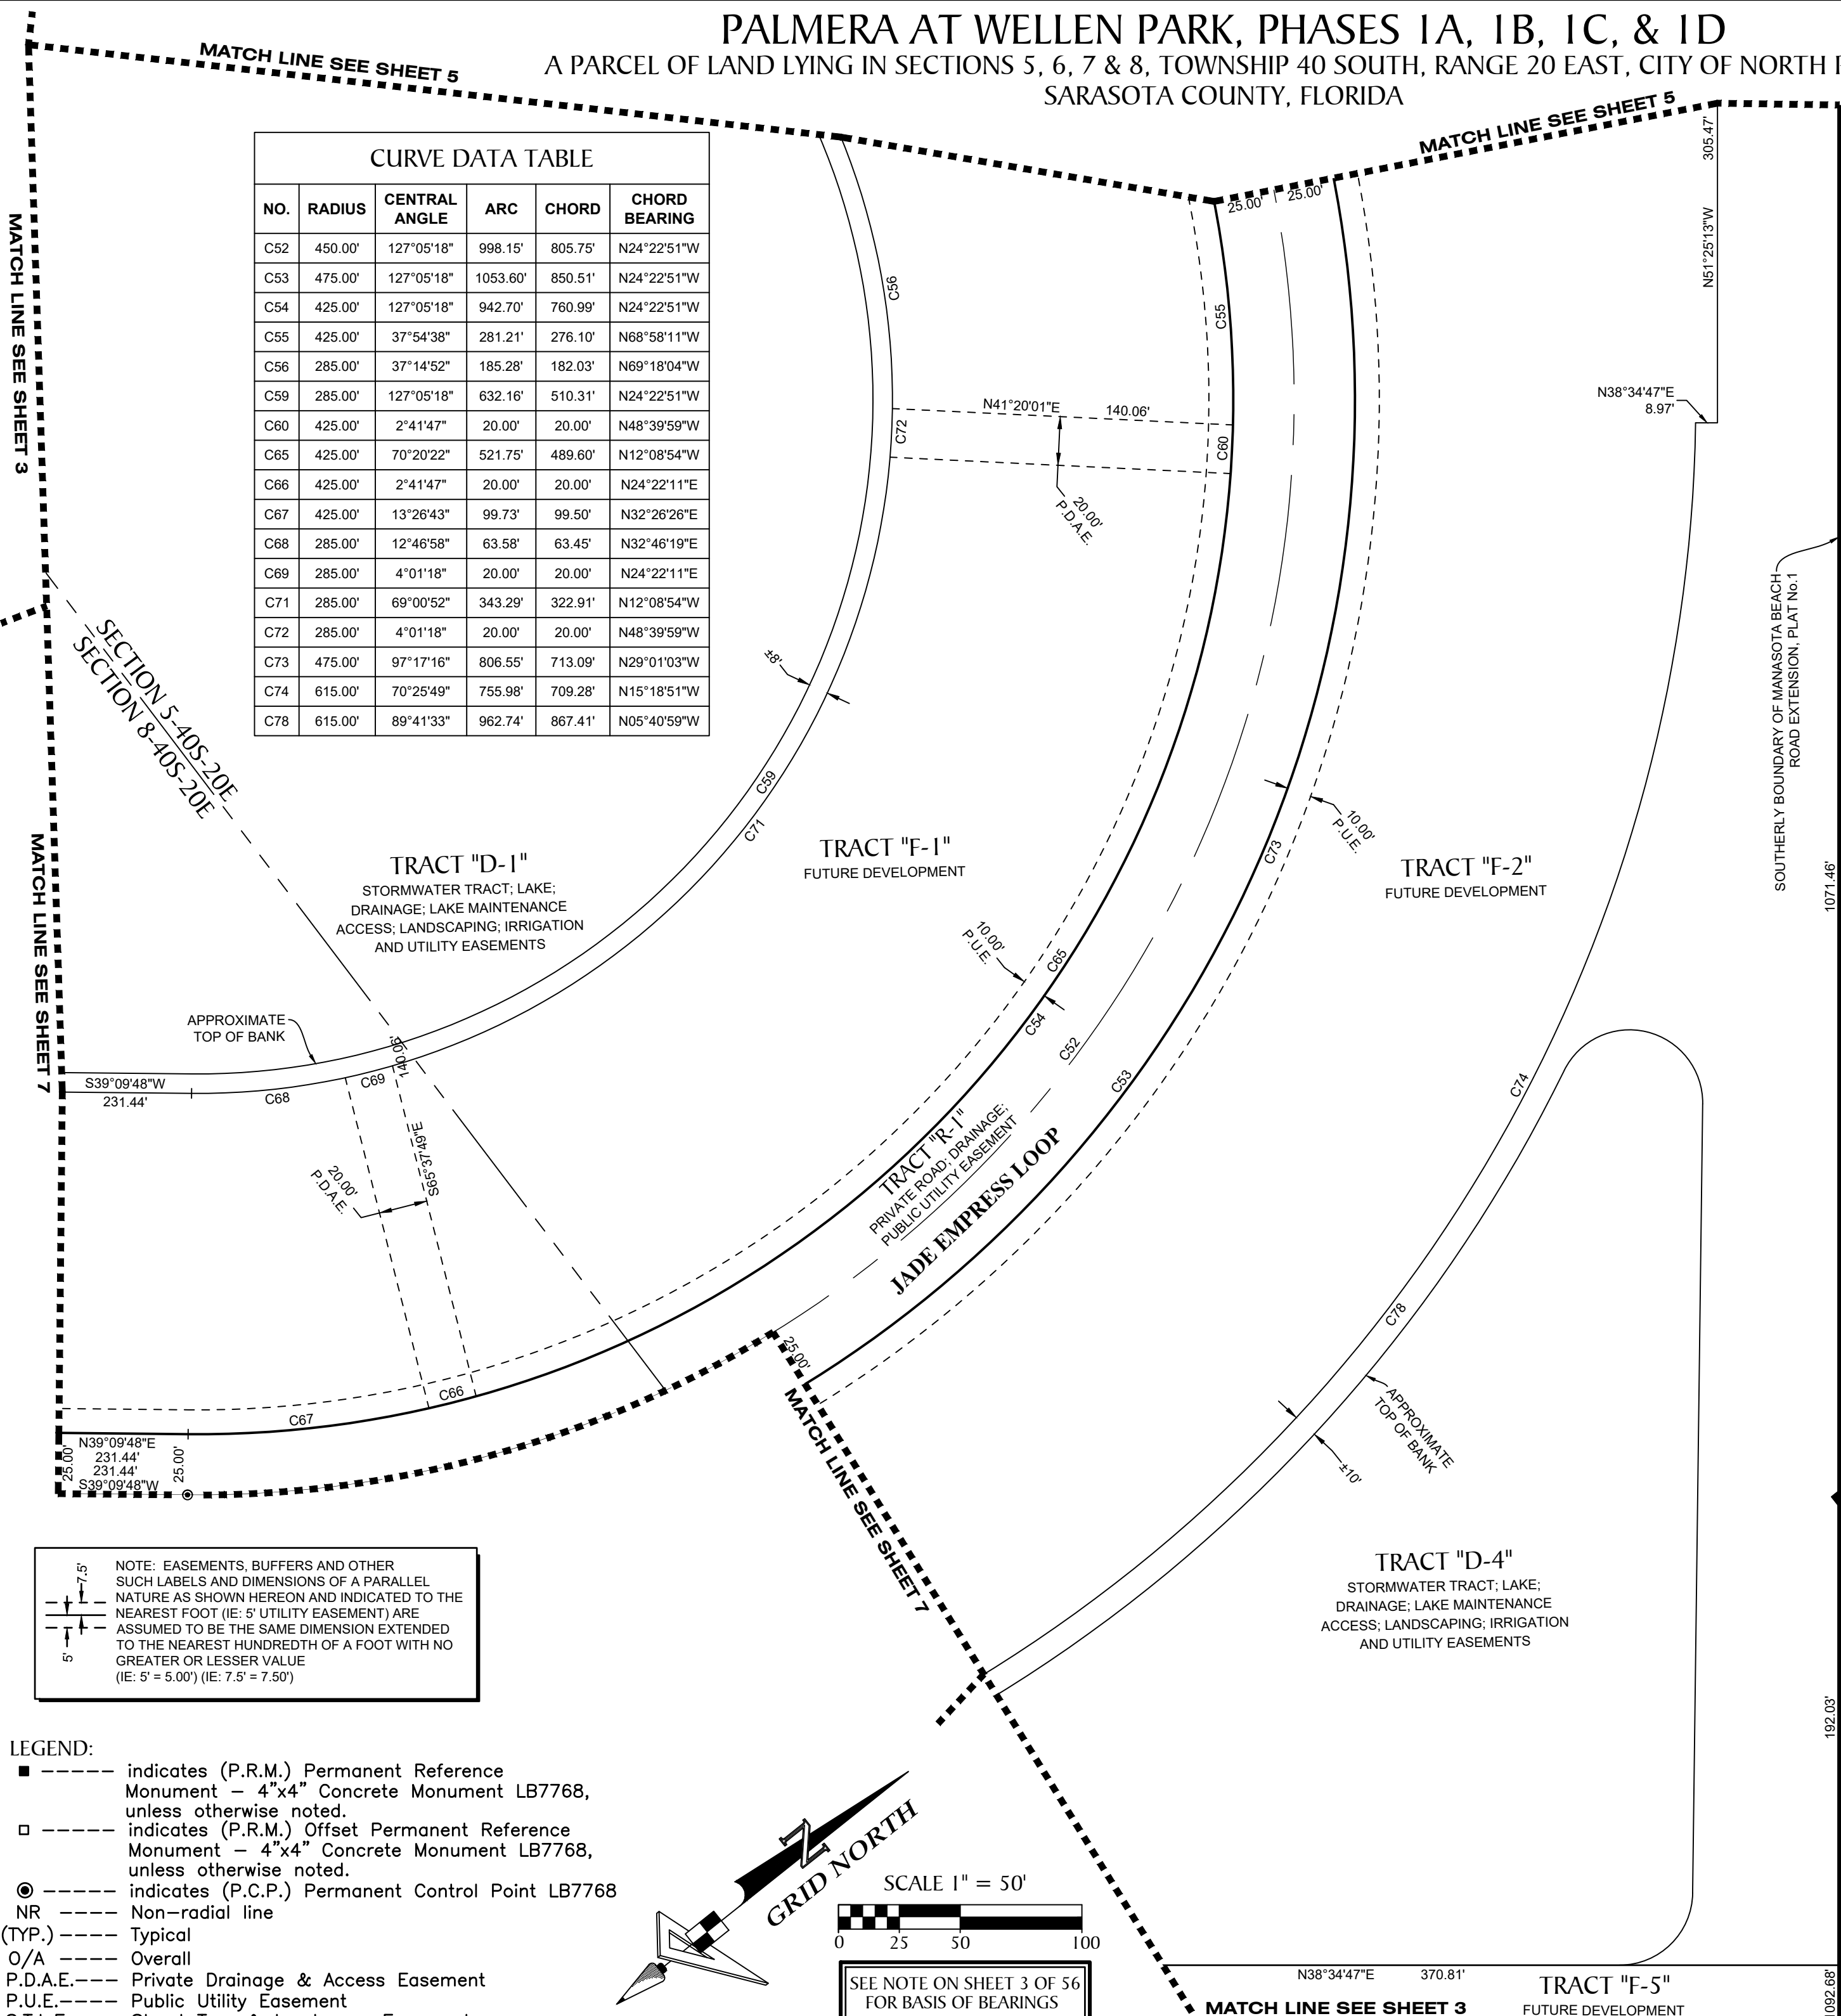 PALMERA AT WELLEN PARK, PHASES 1A, 1B, 1C, & 1D
A PARCEL OF LAND LYING IN SECTIONS 5, 6, 7 & 8, TOWNSHIP 40 SOUTH, RANGE 20 EAST, CITY OF NORTH
SARASOTA COUNTY, FLORIDA
MATCH LINE SEE SHEET 5
MATCH LINE SEE SHEET 5
MATCH LINE SEE SHEET 3
MATCH LINE SEE SHEET 7
CURVE DATA TABLE
NO. RADIUS CENTRAL ANGLE ARC CHORD CHORD BEARING
C52 450.00' 127°05'18" 998.15' 805.75' N24°22'51"W
C53 475.00' 127°05'18" 1053.60' 850.51' N24°22'51"W
C54 425.00' 127°05'18" 942.70' 760.99' N24°22'51"W
C55 425.00' 37°54'38" 281.21' 276.10' N68°58'11"W
C56 285.00' 37°14'52" 185.28' 182.03' N69°18'04"W
C59 285.00' 127°05'18" 632.16' 510.31' N24°22'51"W
C60 425.00' 2°41'47" 20.00' 20.00' N48°39'59"W
C65 425.00' 70°20'22" 521.75' 489.60' N12°08'54"W
C66 425.00' 2°41'47" 20.00' 20.00' N24°22'11"E
C67 425.00' 13°26'43" 99.73' 99.50' N32°26'26"E
C68 285.00' 12°46'58" 63.58' 63.45' N32°46'19"E
C69 285.00' 4°01'18" 20.00' 20.00' N24°22'11"E
C71 285.00' 69°00'52" 343.29' 322.91' N12°08'54"W
C72 285.00' 4°01'18" 20.00' 20.00' N48°39'59"W
C73 475.00' 97°17'16" 806.55' 713.09' N29°01'03"W
C74 615.00' 70°25'49" 755.98' 709.28' N15°18'51"W
C78 615.00' 89°41'33" 962.74' 867.41' N05°40'59"W
25.00'
25.00'
305.47'
N51°25'13"W
N38°34'47"E
8.97'
C56
C55
N41°20'01"E 140.06'
C72
C60
20.00'
P.D.A.E.
SOUTHERLY BOUNDARY OF MANASOTA BEACH
ROAD EXTENSION, PLAT No.1
1071.46'
SECTION 5-40S-20E
SECTION 8-40S-20E
±8'
C59
C71
TRACT "D-1"
STORMWATER TRACT; LAKE;
DRAINAGE; LAKE MAINTENANCE
ACCESS; LANDSCAPING; IRRIGATION
AND UTILITY EASEMENTS
TRACT "F-1"
FUTURE DEVELOPMENT
10.00'
P.U.E.
C73
TRACT "F-2"
FUTURE DEVELOPMENT
10.00'
P.U.E.
C65
C54
C52
C53
C74
APPROXIMATE
TOP OF BANK
140.06'
S39°09'48"W
231.44'
C68
C69
S65°37'49"E
20.00'
P.D.A.E.
TRACT "R-1"
PRIVATE ROAD; DRAINAGE;
PUBLIC UTILITY EASEMENT
JADE EMPRESS LOOP
C78
25.00'
C66
C67
N39°09'48"E
231.44'
231.44'
S39°09'48"W
25.00'
25.00'
MATCH LINE SEE SHEET 7
APPROXIMATE
TOP OF BANK
±10'
TRACT "D-4"
STORMWATER TRACT; LAKE;
DRAINAGE; LAKE MAINTENANCE
ACCESS; LANDSCAPING; IRRIGATION
AND UTILITY EASEMENTS
192.03'
7.5'
5'
NOTE: EASEMENTS, BUFFERS AND OTHER
SUCH LABELS AND DIMENSIONS OF A PARALLEL
NATURE AS SHOWN HEREON AND INDICATED TO THE
NEAREST FOOT (IE: 5' UTILITY EASEMENT) ARE
ASSUMED TO BE THE SAME DIMENSION EXTENDED
TO THE NEAREST HUNDREDTH OF A FOOT WITH NO
GREATER OR LESSER VALUE
(IE: 5' = 5.00') (IE: 7.5' = 7.50')
LEGEND:
■ ----- indicates (P.R.M.) Permanent Reference
Monument – 4"x4" Concrete Monument LB7768,
unless otherwise noted.
□ ----- indicates (P.R.M.) Offset Permanent Reference
Monument – 4"x4" Concrete Monument LB7768,
unless otherwise noted.
◉ ----- indicates (P.C.P.) Permanent Control Point LB7768
NR ---- Non-radial line
(TYP.) ---- Typical
O/A ---- Overall
P.D.A.E.--- Private Drainage & Access Easement
P.U.E.---- Public Utility Easement
N
GRID NORTH
SCALE 1" = 50'
0 25 50 100
SEE NOTE ON SHEET 3 OF 56
FOR BASIS OF BEARINGS
N38°34'47"E 370.81'
MATCH LINE SEE SHEET 3
TRACT "F-5"
FUTURE DEVELOPMENT
1092.68'